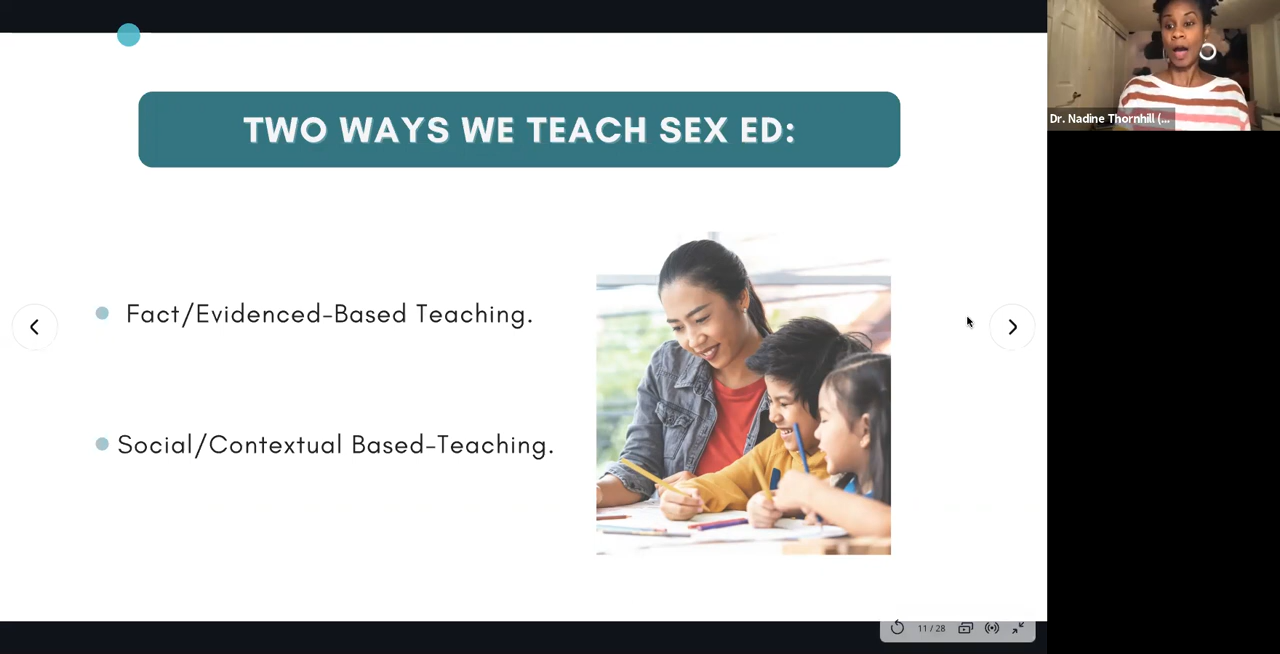 TWO WAYS WE TEACH SEX ED:
Dr. Nadine Thornhill (...
Fact/Evidenced-Based Teaching.
Social/Contextual Based-Teaching.
11 / 28